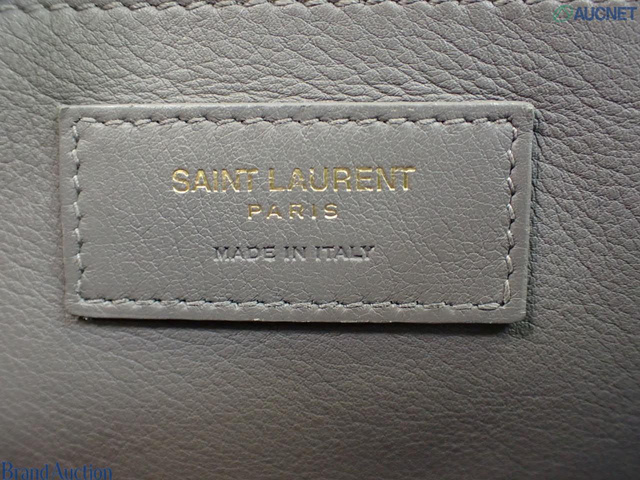 AUCNET
SAINT LAURENT
PARIS
MADE IN ITALY
Brand Auction